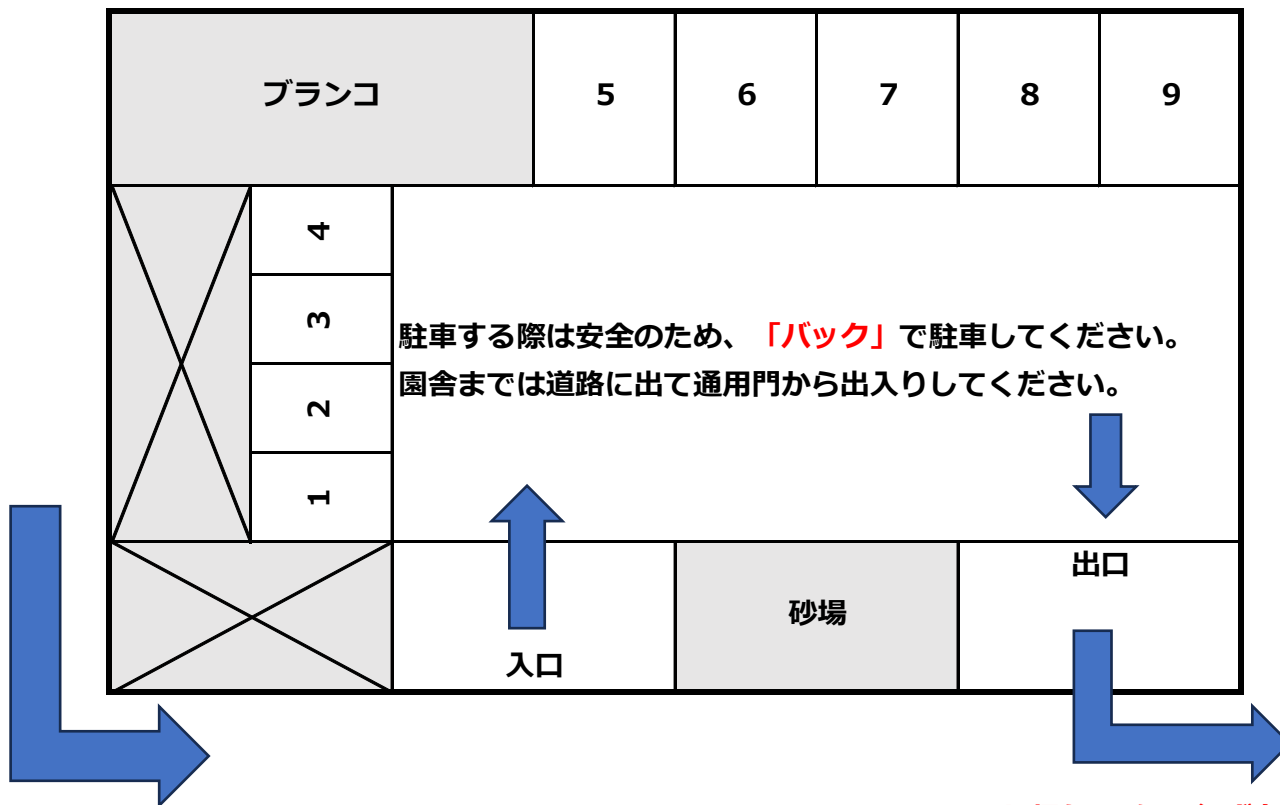 ブランコ
5
6
7
8
9
4
3
2
1
駐車する際は安全のため、「バック」で駐車してください。
園舎までは道路に出て通用門から出入りしてください。
出口
砂場
入口